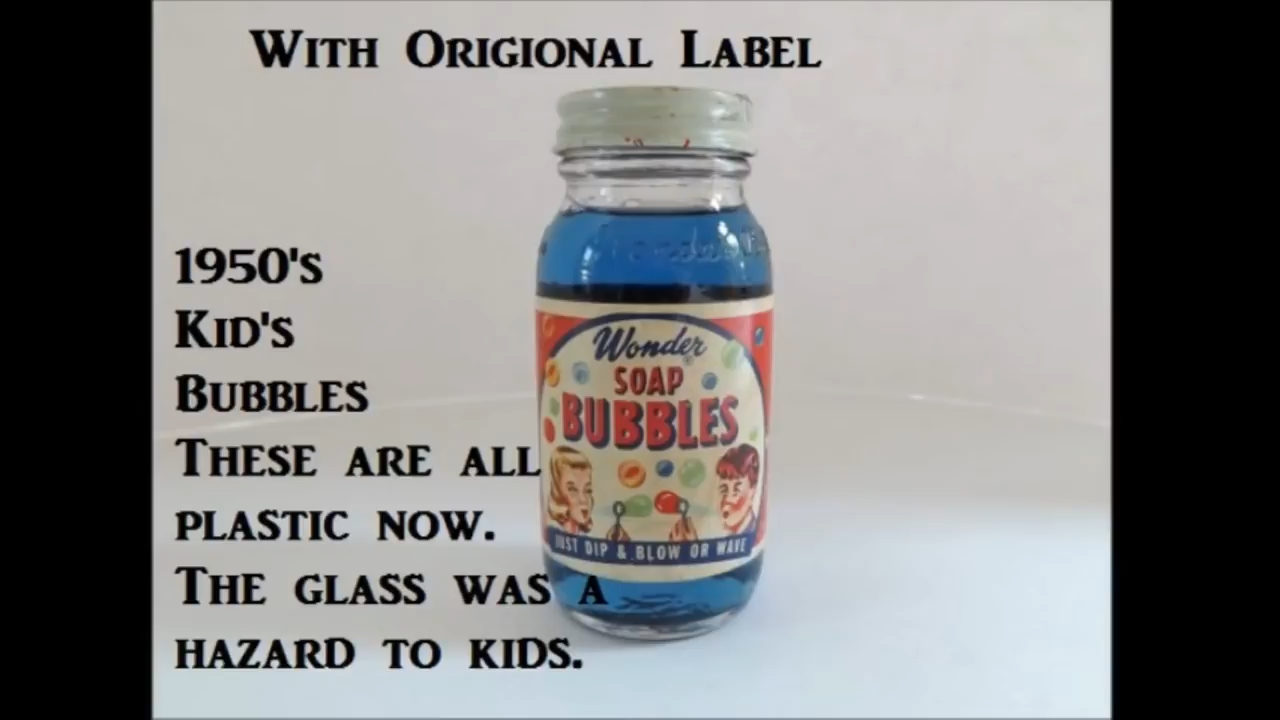 With Origional Label
1950's
Kid's
Bubbles
These are all
plastic now.
The glass was a
hazard to kids.
Wonder
SOAP
BUBBLES
JUST DIP & BLOW OR WAVE